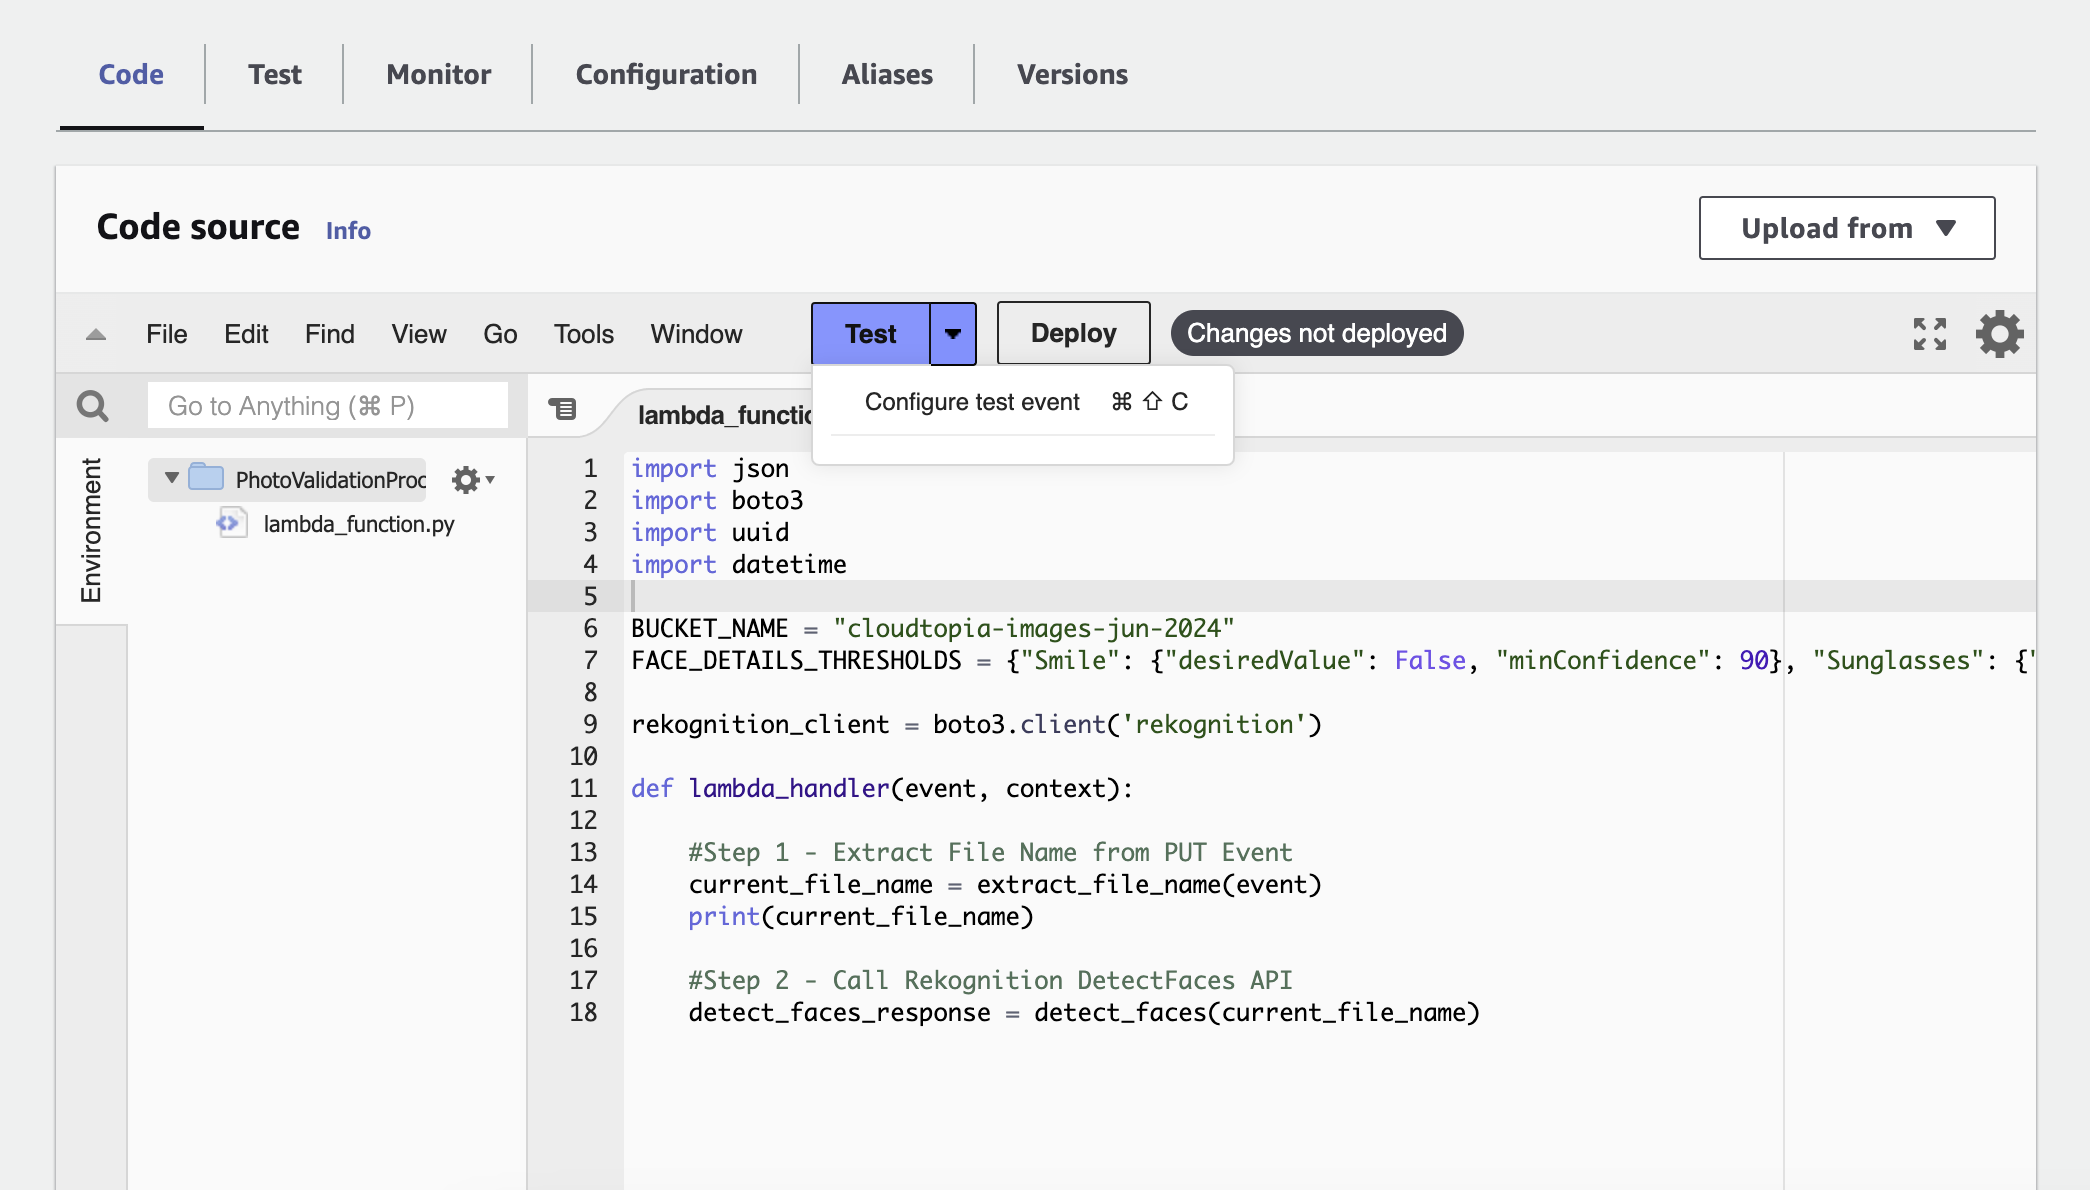 Code Test Monitor Configuration Aliases Versions
Code source Info
Upload from
File Edit Find View Go Tools Window Test Deploy Changes not deployed
Go to Anything (⌘ P)
Configure test event ⌘ ⇧ C
Environment
PhotoValidationProc
lambda_function.py
lambda_functio
1 import json
2 import boto3
3 import uuid
4 import datetime
5
6 BUCKET_NAME = "cloudtopia-images-jun-2024"
7 FACE_DETAILS_THRESHOLDS = {"Smile": {"desiredValue": False, "minConfidence": 90}, "Sunglasses": {"
8
9 rekognition_client = boto3.client('rekognition')
10
11 def lambda_handler(event, context):
12
13 #Step 1 - Extract File Name from PUT Event
14 current_file_name = extract_file_name(event)
15 print(current_file_name)
16
17 #Step 2 - Call Rekognition DetectFaces API
18 detect_faces_response = detect_faces(current_file_name)